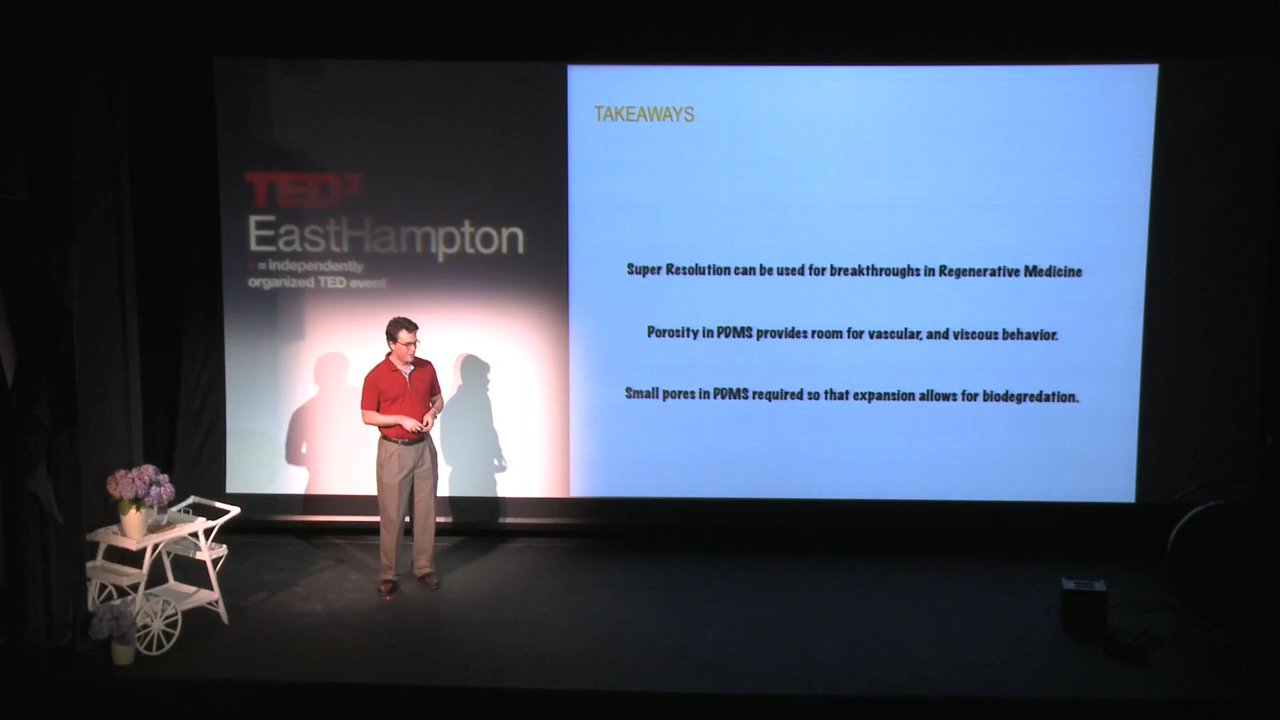 TEDx
EastHampton
x = independently
organized TED event
TAKEAWAYS
Super Resolution can be used for breakthroughs in Regenerative Medicine
Porosity in PDMS provides room for vascular, and viscous behavior.
Small pores in PDMS required so that expansion allows for biodegredation.